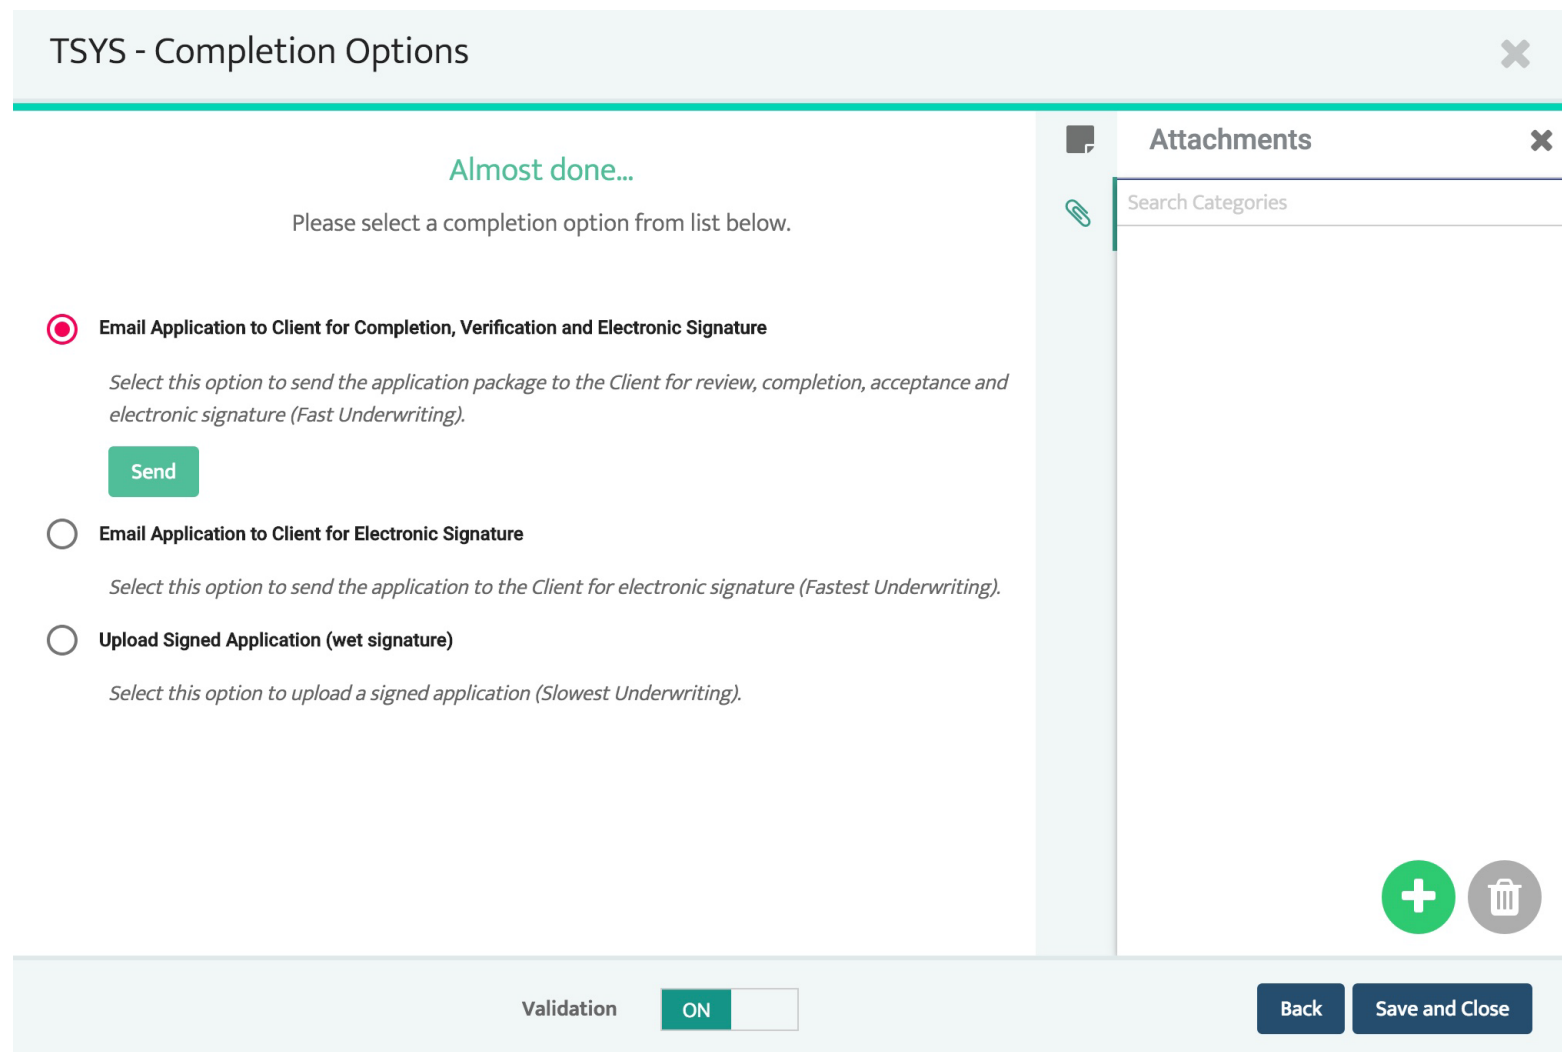 TSYS - Completion Options
Almost done...
Please select a completion option from list below.
Email Application to Client for Completion, Verification and Electronic Signature
Select this option to send the application package to the Client for review, completion, acceptance and
electronic signature (Fast Underwriting).
Send
Email Application to Client for Electronic Signature
Select this option to send the application to the Client for electronic signature (Fastest Underwriting).
Upload Signed Application (wet signature)
Select this option to upload a signed application (Slowest Underwriting).
Attachments
Search Categories
Validation
ON
Back
Save and Close